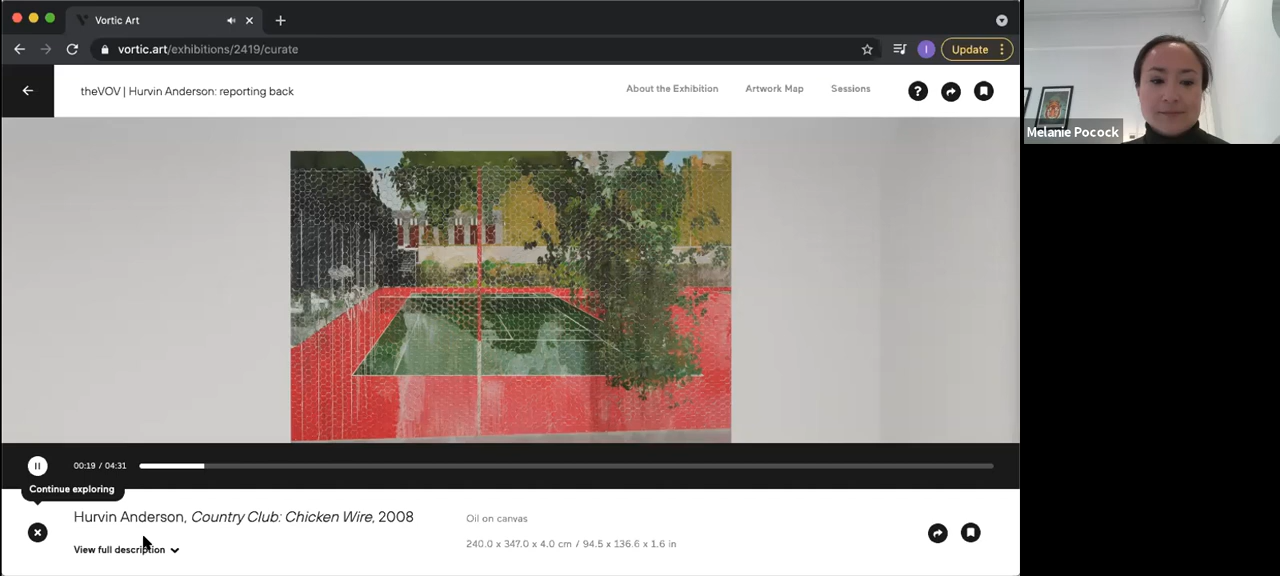 Vortic Art
vortic.art/exhibitions/2419/curate
I
Update
theVOV | Hurvin Anderson: reporting back
About the Exhibition
Artwork Map
Sessions
?
Melanie Pocock
00:19 / 04:31
Continue exploring
Hurvin Anderson, Country Club: Chicken Wire, 2008
Oil on canvas
View full description
240.0 x 347.0 x 4.0 cm / 94.5 x 136.6 x 1.6 in